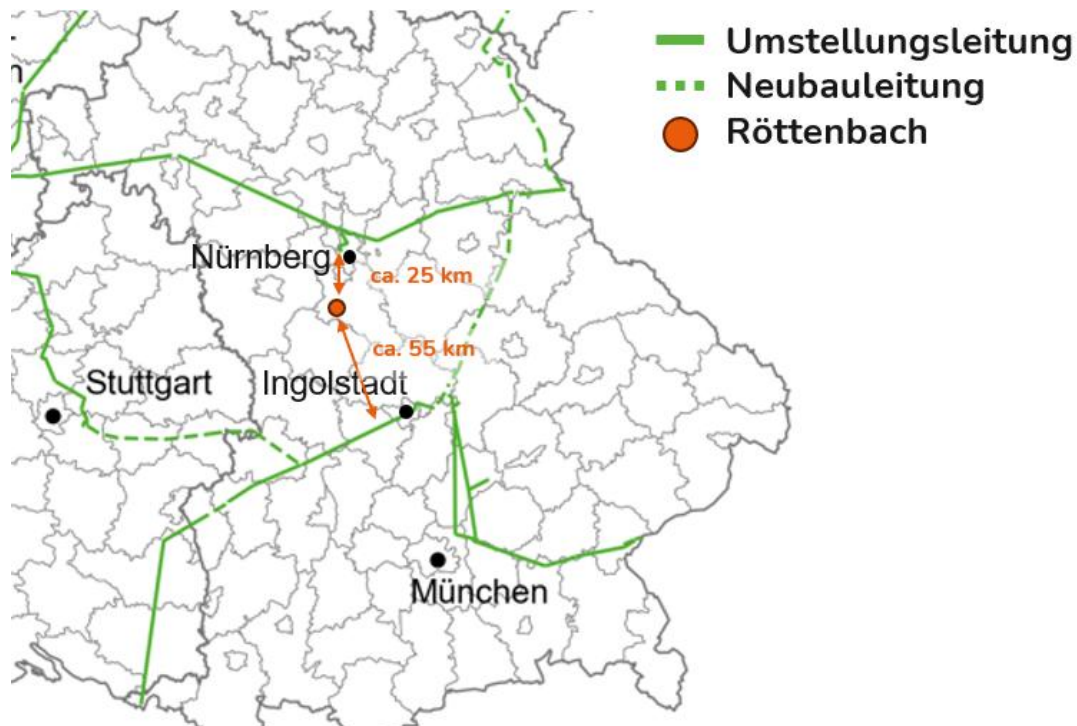 Umstellungsleitung
Neubauleitung
Röttenbach
n
Nürnberg
ca. 25 km
ca. 55 km
Stuttgart
Ingolstadt
München